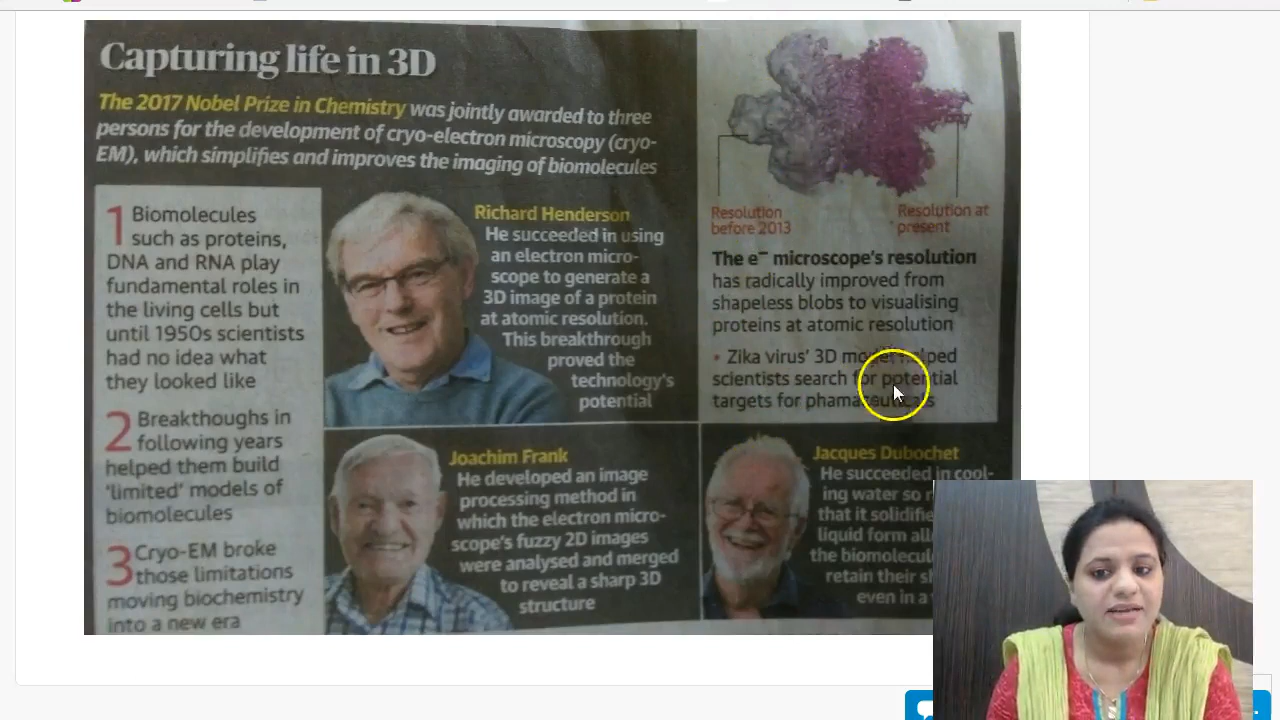 Capturing life in 3D
The 2017 Nobel Prize in Chemistry was jointly awarded to three
persons for the development of cryo-electron microscopy (cryo-
EM), which simplifies and improves the imaging of biomolecules
1 Biomolecules
such as proteins,
DNA and RNA play
fundamental roles in
the living cells but
until 1950s scientists
had no idea what
they looked like
2 Breakthoughs in
following years
helped them build
'limited' models of
biomolecules
3 Cryo-EM broke
those limitations
moving biochemistry
into a new era
Richard Henderson
He succeeded in using
an electron micro-
scope to generate a
3D image of a protein
at atomic resolution.
This breakthrough
proved the
technology's
potential
Joachim Frank
He developed an image
processing method in
which the electron micro-
scope's fuzzy 2D images
were analysed and merged
to reveal a sharp 3D
structure
Resolution
before 2013
Resolution at
present
The e⁻ microscope's resolution
has radically improved from
shapeless blobs to visualising
proteins at atomic resolution
• Zika virus' 3D model helped
scientists search for potential
targets for phamaceuticals
Jacques Dubochet
He succeeded in cool-
ing water so
that it
liquid form
the
retain their
even in a